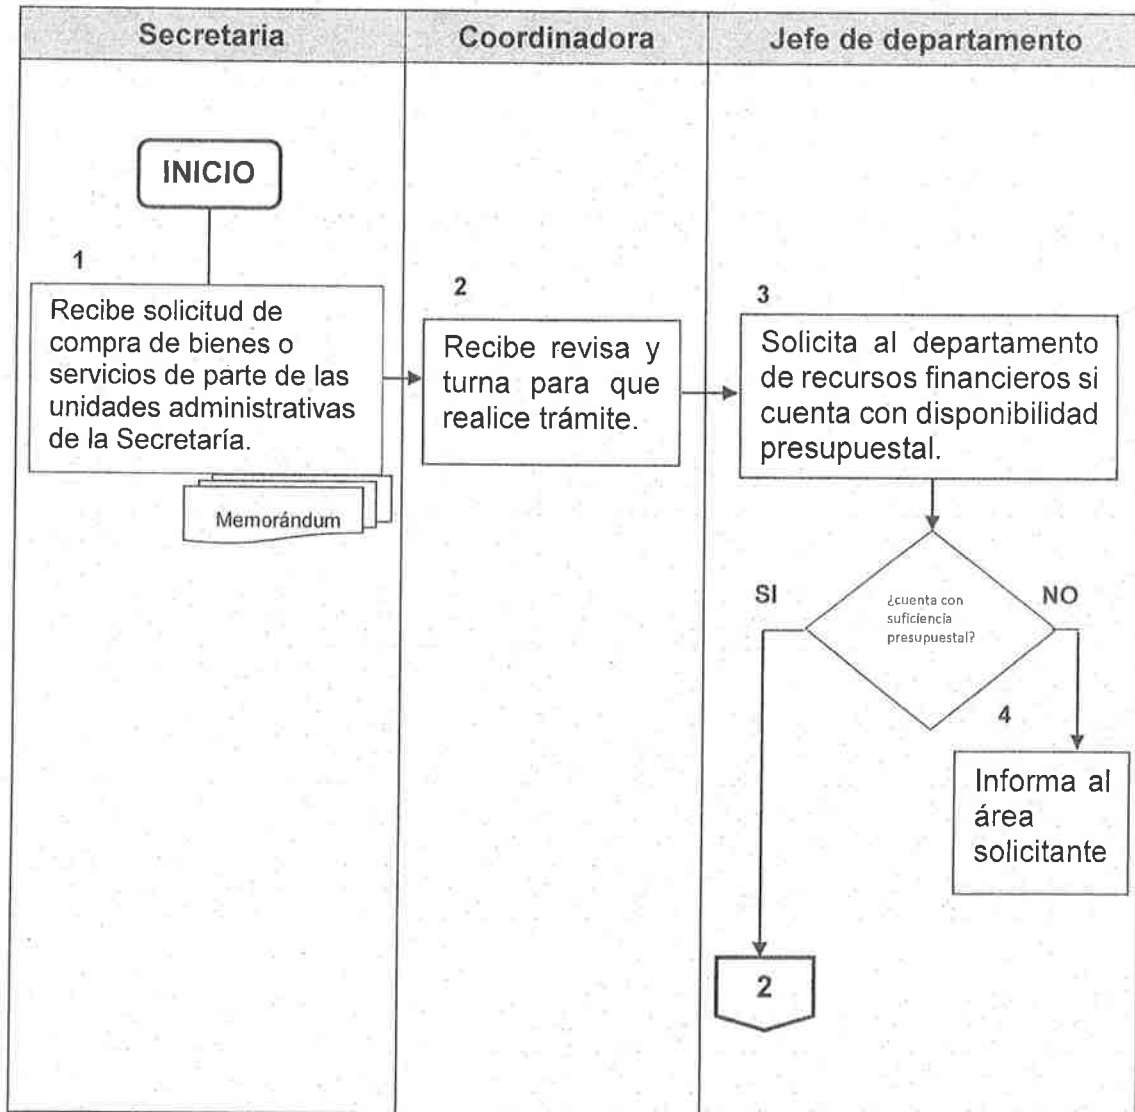 Secretaria
Coordinadora
Jefe de departamento
INICIO
1
Recibe solicitud de
compra de bienes o
servicios de parte de las
unidades administrativas
de la Secretaría.
Memorándum
2
Recibe revisa y
turna para que
realice trámite.
3
Solicita al departamento
de recursos financieros si
cuenta con disponibilidad
presupuestal.
SI
¿cuenta con
suficiencia
presupuestal?
NO
4
Informa al
área
solicitante
2